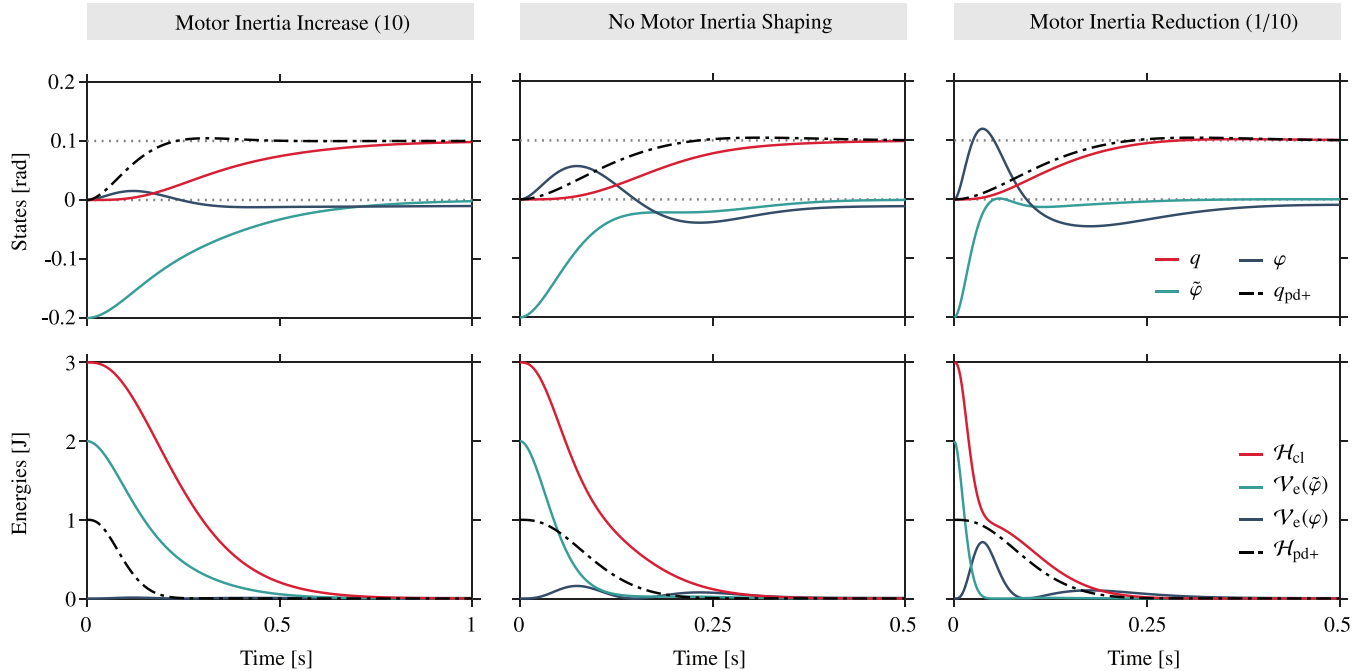 Motor Inertia Increase (10)
No Motor Inertia Shaping
Motor Inertia Reduction (1/10)
States [rad]
0.2
0.1
0
-0.1
-0.2
q
φ̃
φ
q_pd+
Energies [J]
3
2
1
0
ℋ_cl
𝒱_e(φ̃)
𝒱_e(φ)
ℋ_pd+
0
0.5
1
0
0.25
0.5
0
0.25
0.5
Time [s]
Time [s]
Time [s]